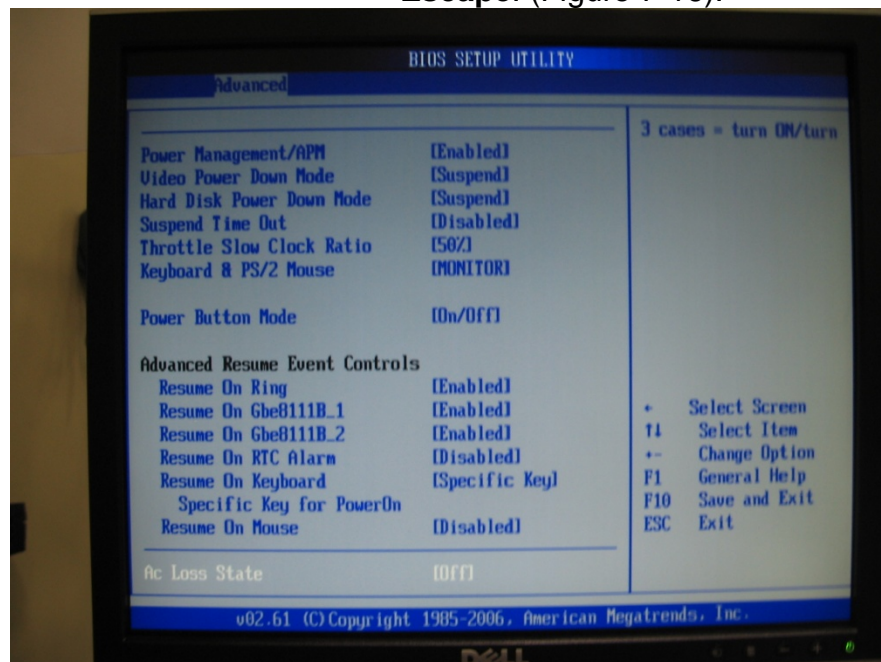 Escape. (Figure 7-18).
BIOS SETUP UTILITY
Advanced
Power Management/APM [Enabled]
Video Power Down Mode [Suspend]
Hard Disk Power Down Mode [Suspend]
Suspend Time Out [Disabled]
Throttle Slow Clock Ratio [50%]
Keyboard & PS/2 Mouse [MONITOR]
Power Button Mode [On/Off]
Advanced Resume Event Controls
Resume On Ring [Enabled]
Resume On Gbe8111B_1 [Enabled]
Resume On Gbe8111B_2 [Enabled]
Resume On RTC Alarm [Disabled]
Resume On Keyboard [Specific Key]
Specific Key for PowerOn
Resume On Mouse [Disabled]
Ac Loss State [Off]
3 cases = turn ON/turn
← Select Screen
↑↓ Select Item
+- Change Option
F1 General Help
F10 Save and Exit
ESC Exit
v02.61 (C)Copyright 1985-2006, American Megatrends, Inc.
DELL